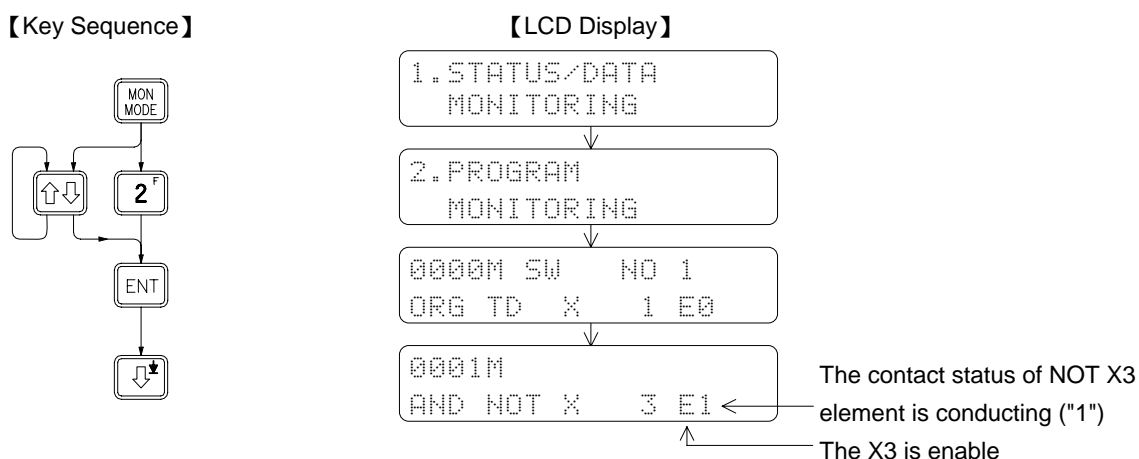 【Key Sequence】
【LCD Display】
MON
MODE
2 F
ENT
1.STATUS/DATA
MONITORING
2.PROGRAM
MONITORING
0000M SW NO 1
ORG TD X 1 E0
0001M
AND NOT X 3 E1
The contact status of NOT X3
element is conducting ("1")
The X3 is enable